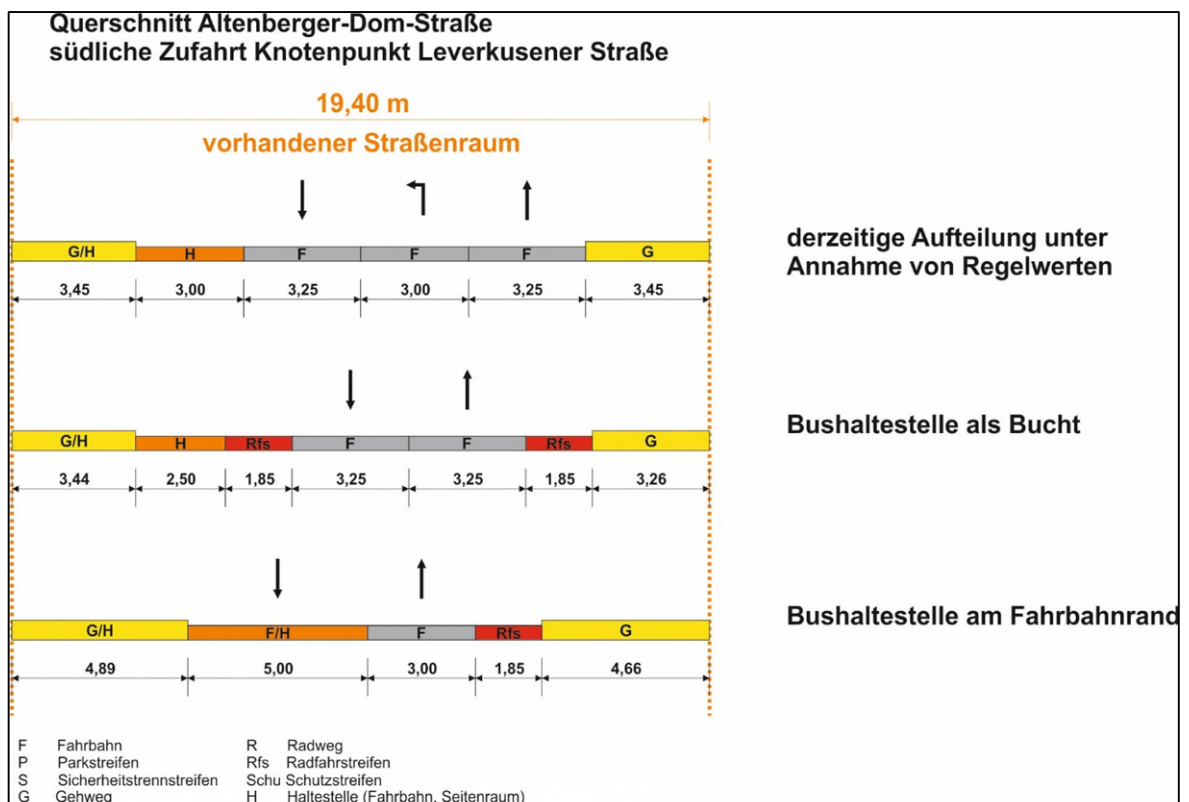 Querschnitt Altenberger-Dom-Straße
südliche Zufahrt Knotenpunkt Leverkusener Straße
19,40 m
vorhandener Straßenraum
G/H H F F F G
3,45 3,00 3,25 3,00 3,25 3,45
derzeitige Aufteilung unter
Annahme von Regelwerten
G/H H Rfs F F Rfs G
3,44 2,50 1,85 3,25 3,25 1,85 3,26
Bushaltestelle als Bucht
G/H F/H F Rfs G
4,89 5,00 3,00 1,85 4,66
Bushaltestelle am Fahrbahnrand
F Fahrbahn
P Parkstreifen
S Sicherheitstrennstreifen
G Gehweg
R Radweg
Rfs Radfahrstreifen
Schu Schutzstreifen
H Haltestelle (Fahrbahn, Seitenraum)